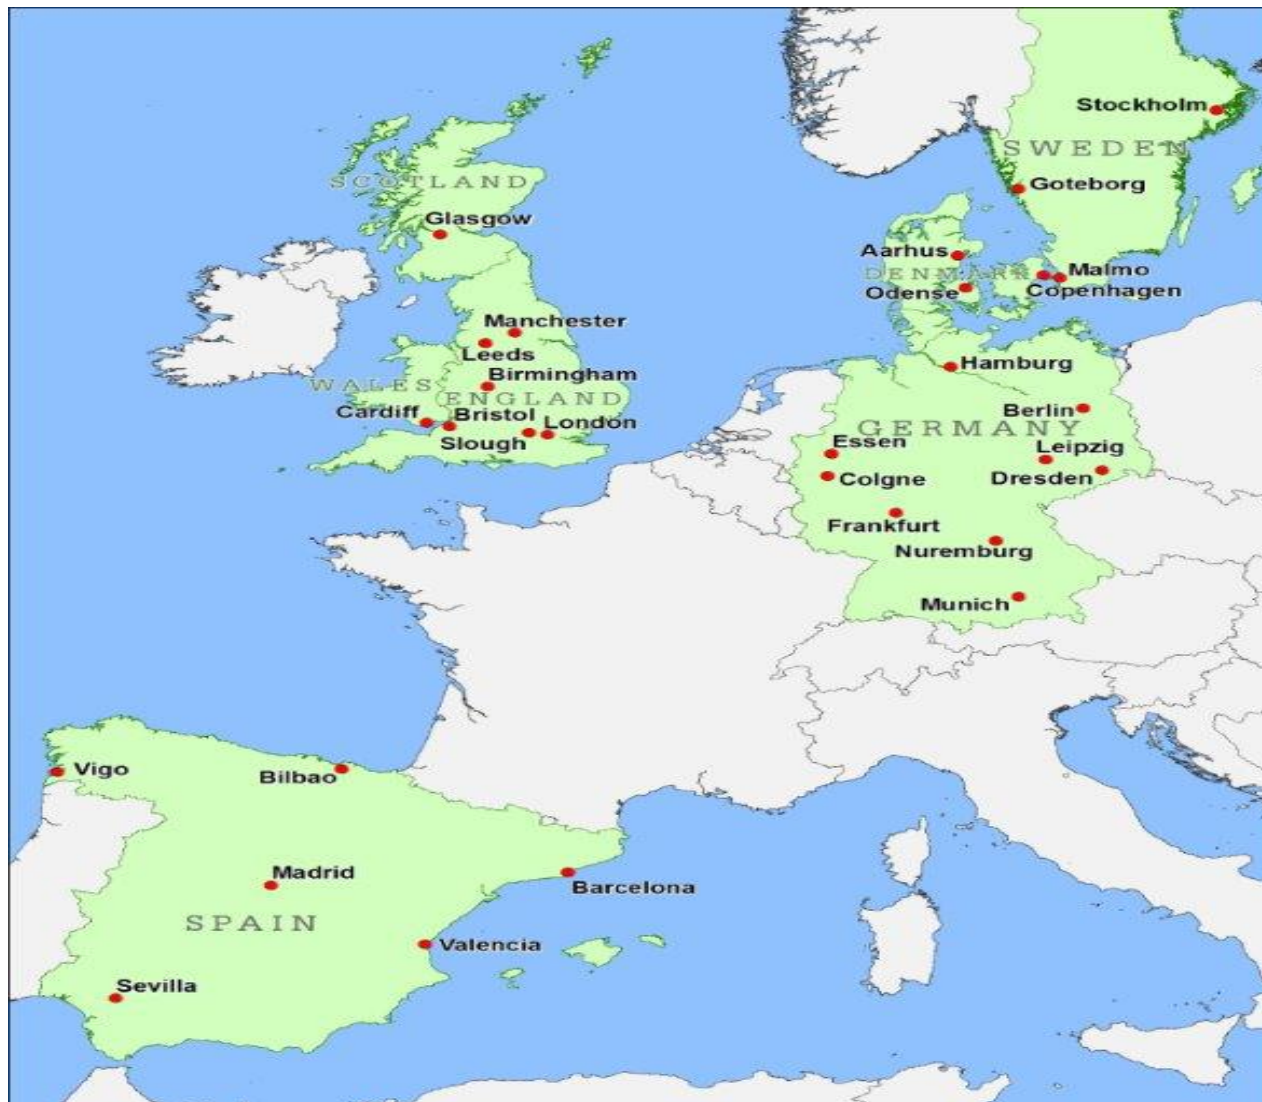 Stockholm
SWEDEN
SCOTLAND
Goteborg
Glasgow
Aarhus
DENMARK
Malmo
Odense
Copenhagen
Manchester
Leeds
Hamburg
Birmingham
WALES
ENGLAND
Cardiff
Bristol
Berlin
London
GERMANY
Slough
Essen
Leipzig
Colgne
Dresden
Frankfurt
Nuremburg
Munich
Vigo
Bilbao
Madrid
Barcelona
SPAIN
Valencia
Sevilla